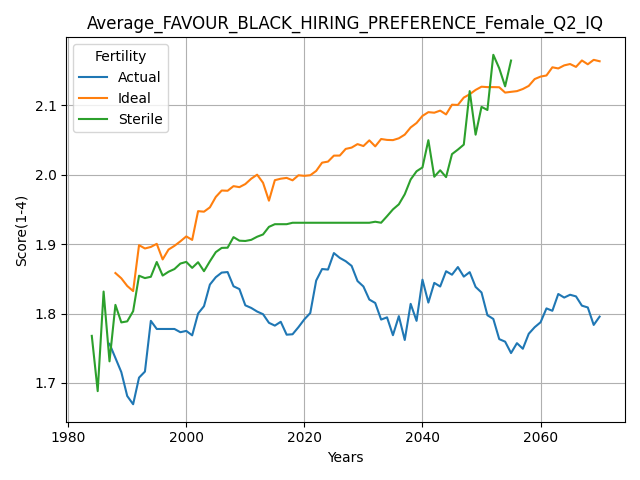 Average_FAVOUR_BLACK_HIRING_PREFERENCE_Female_Q2_IQ
Fertility
Actual
Ideal
Sterile
Score(1-4)
2.1
2.0
1.9
1.8
1.7
1980
2000
2020
2040
2060
Years